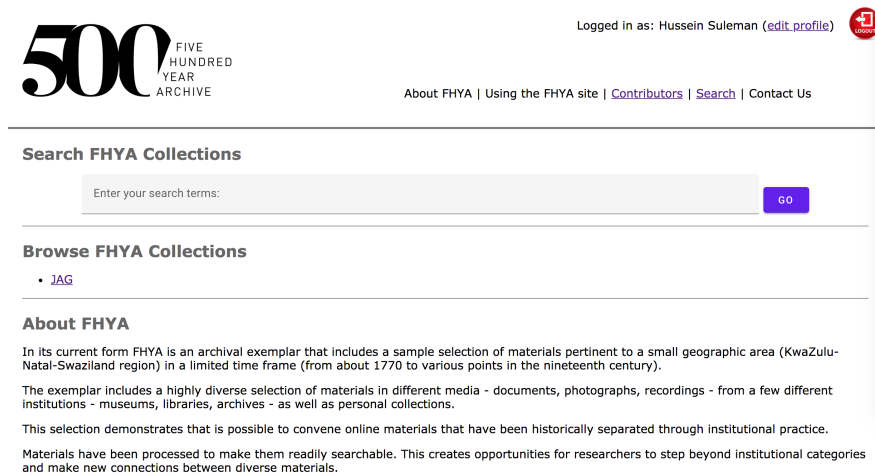 Logged in as: Hussein Suleman (edit profile)
LOGOUT
500
FIVE
HUNDRED
YEAR
ARCHIVE
About FHYA | Using the FHYA site | Contributors | Search | Contact Us
Search FHYA Collections
Enter your search terms:
GO
Browse FHYA Collections
• JAG
About FHYA
In its current form FHYA is an archival exemplar that includes a sample selection of materials pertinent to a small geographic area (KwaZulu-
Natal-Swaziland region) in a limited time frame (from about 1770 to various points in the nineteenth century).
The exemplar includes a highly diverse selection of materials in different media - documents, photographs, recordings - from a few different
institutions - museums, libraries, archives - as well as personal collections.
This selection demonstrates that is possible to convene online materials that have been historically separated through institutional practice.
Materials have been processed to make them readily searchable. This creates opportunities for researchers to step beyond institutional categories
and make new connections between diverse materials.